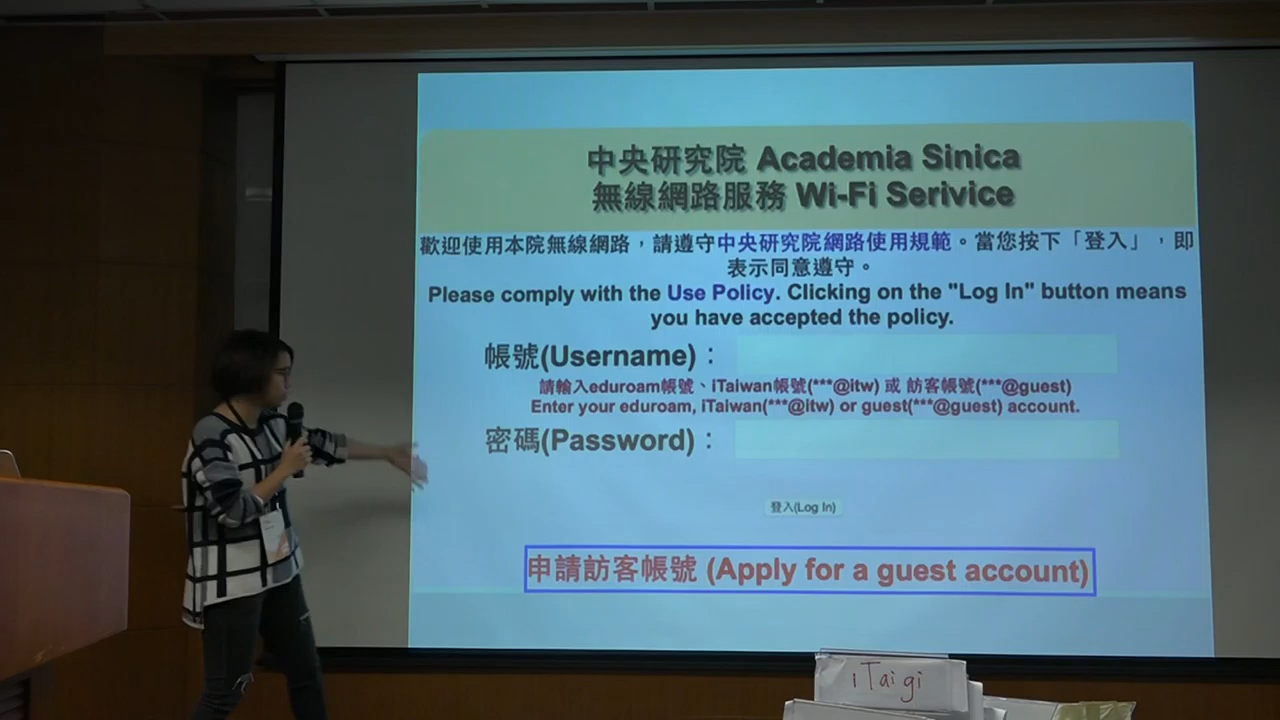 中央研究院 Academia Sinica
無線網路服務 Wi-Fi Serivice
歡迎使用本院無線網路，請遵守中央研究院網路使用規範。當您按下「登入」，即
表示同意遵守。
Please comply with the Use Policy. Clicking on the "Log In" button means
you have accepted the policy.
帳號(Username)：
請輸入eduroam帳號、iTaiwan帳號(***@itw) 或 訪客帳號(***@guest)
Enter your eduroam, iTaiwan(***@itw) or guest(***@guest) account.
密碼(Password)：
登入(Log In)
申請訪客帳號 (Apply for a guest account)
iTaigi